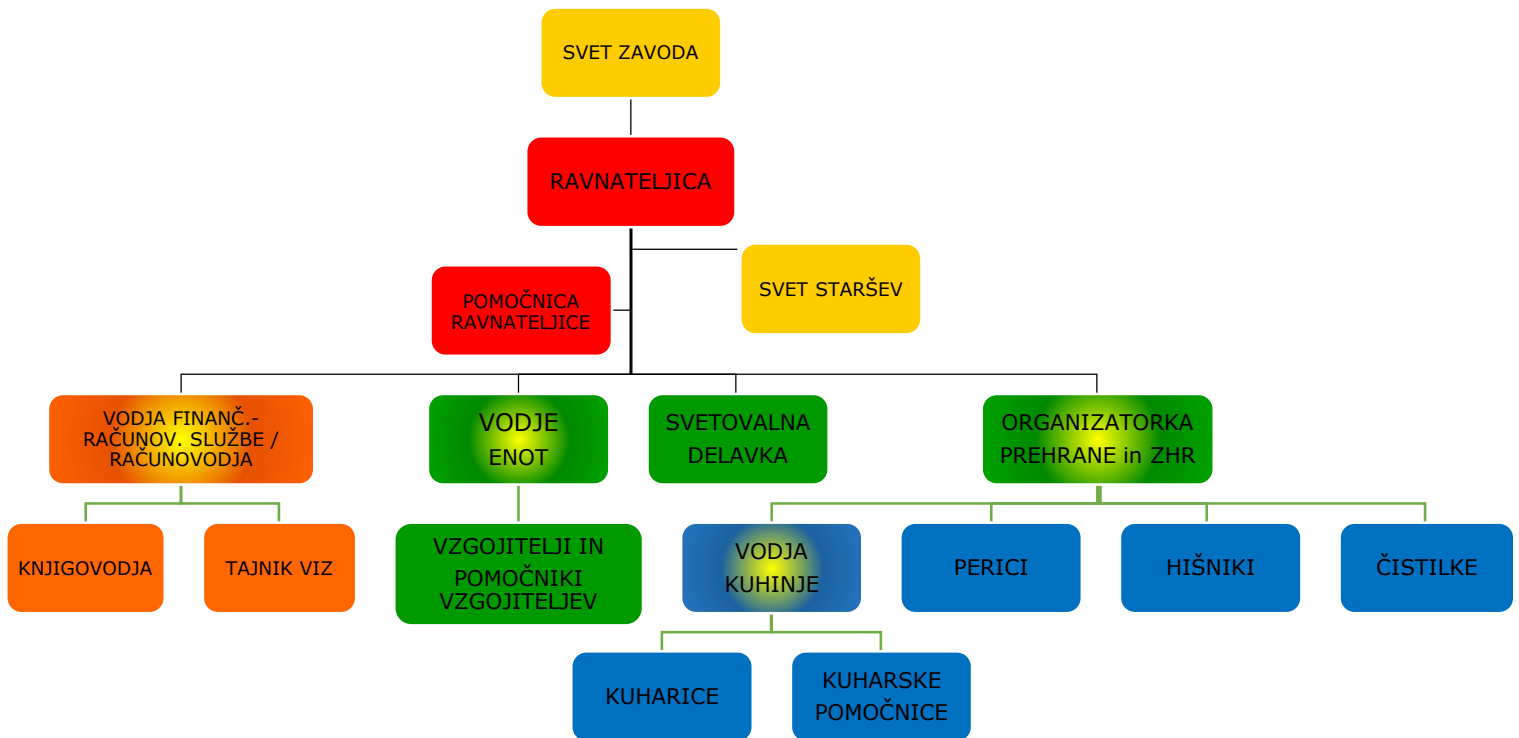 SVET ZAVODA
RAVNATELJICA
SVET STARŠEV
POMOČNICA
RAVNATELJICE
VODJA FINANČ.-
RAČUNOV. SLUŽBE /
RAČUNOVODJA
VODJE
ENOT
SVETOVALNA
DELAVKA
ORGANIZATORKA
PREHRANE in ZHR
KNJIGOVODJA
TAJNIK VIZ
VZGOJITELJI IN
POMOČNIKI
VZGOJITELJEV
VODJA
KUHINJE
PERICI
HIŠNIKI
ČISTILKE
KUHARICE
KUHARSKE
POMOČNICE